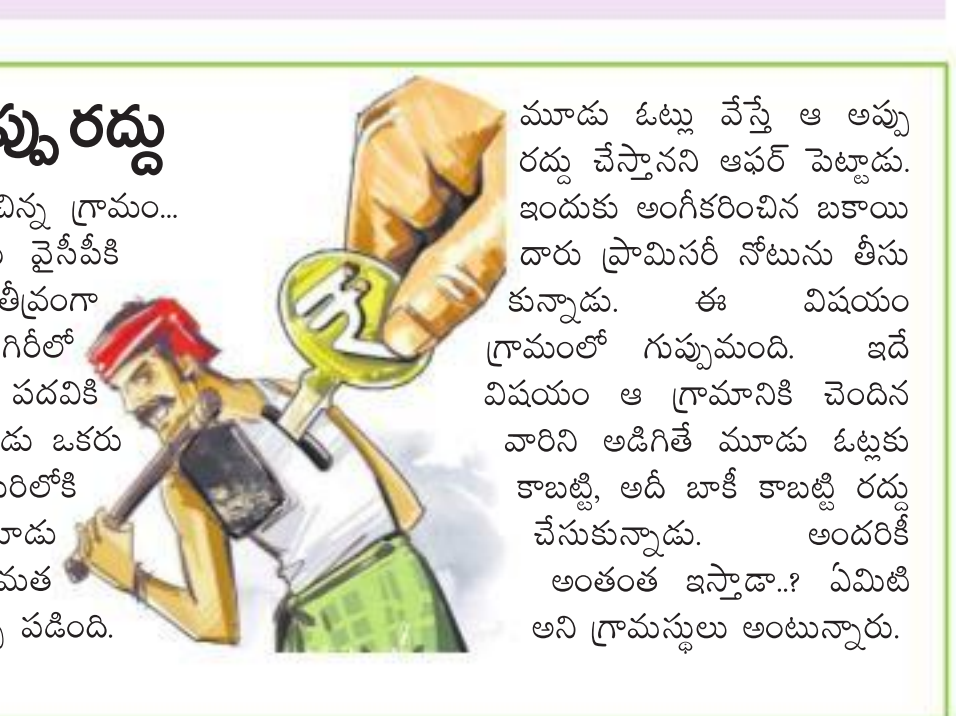 రద్దు
గ్రామం...
వైసీపీకి
పదవికి
ఒకరు
పడింది.
మూడు ఓట్లు వేస్తే ఆ అప్పు
రద్దు చేస్తానని ఆఫర్ పెట్టాడు.
ఇందుకు అంగీకరించిన బకాయి
దారు ప్రామిసరీ నోటును తీసు
కున్నాడు. ఈ విషయం
గ్రామంలో గుప్పుమంది. ఇదే
విషయం ఆ గ్రామానికి చెందిన
వారిని అడిగితే మూడు ఓట్లకు
కాబట్టి, అదీ బాకీ కాబట్టి రద్దు
చేసుకున్నాడు. అందరికీ
అంతంత ఇస్తాడా..? ఏమిటి
అని గ్రామస్థులు అంటున్నారు.